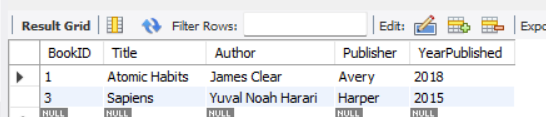 Result Grid Filter Rows: Edit:
BookID Title Author Publisher YearPublished
1 Atomic Habits James Clear Avery 2018
3 Sapiens Yuval Noah Harari Harper 2015
NULL NULL NULL NULL NULL